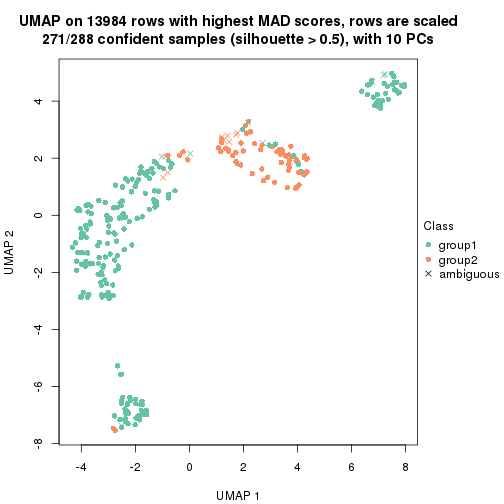 UMAP on 13984 rows with highest MAD scores, rows are scaled
271/288 confident samples (silhouette > 0.5), with 10 PCs
4
2
0
-2
-4
-6
-8
UMAP 2
-4
-2
0
2
4
6
8
UMAP 1
Class
group1
group2
ambiguous